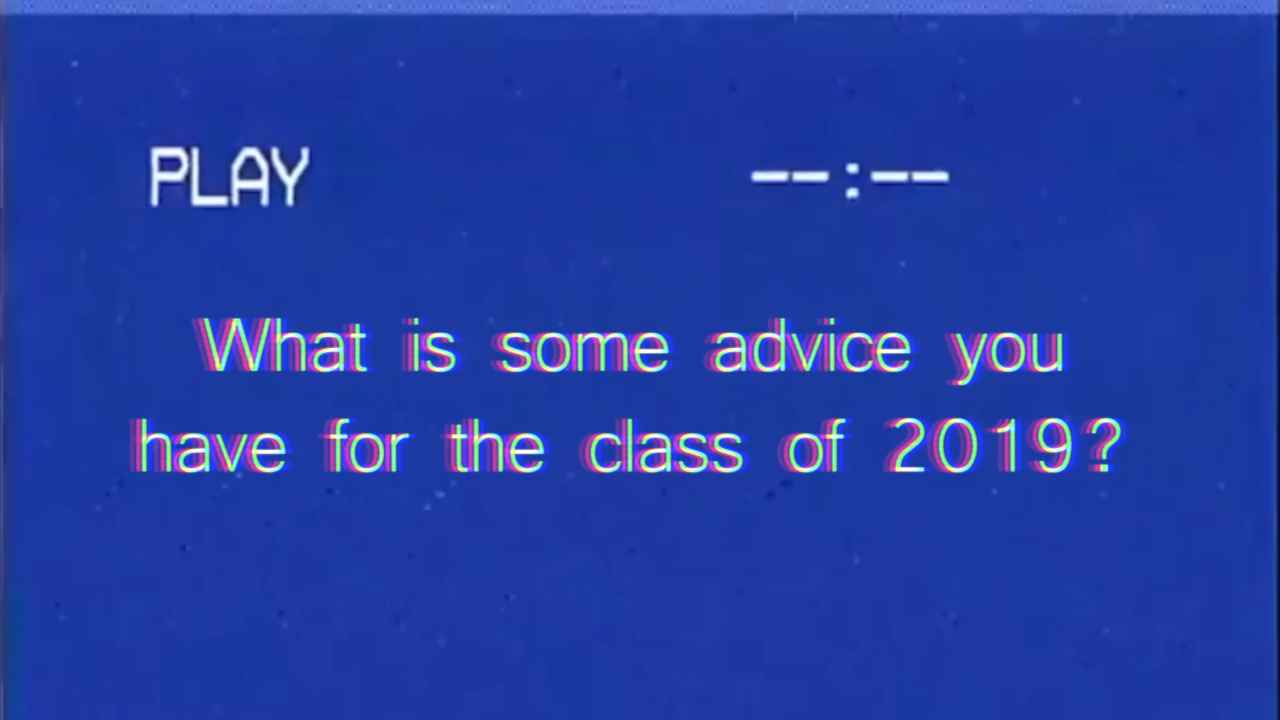 PLAY --:--
What is some advice you
have for the class of 2019?